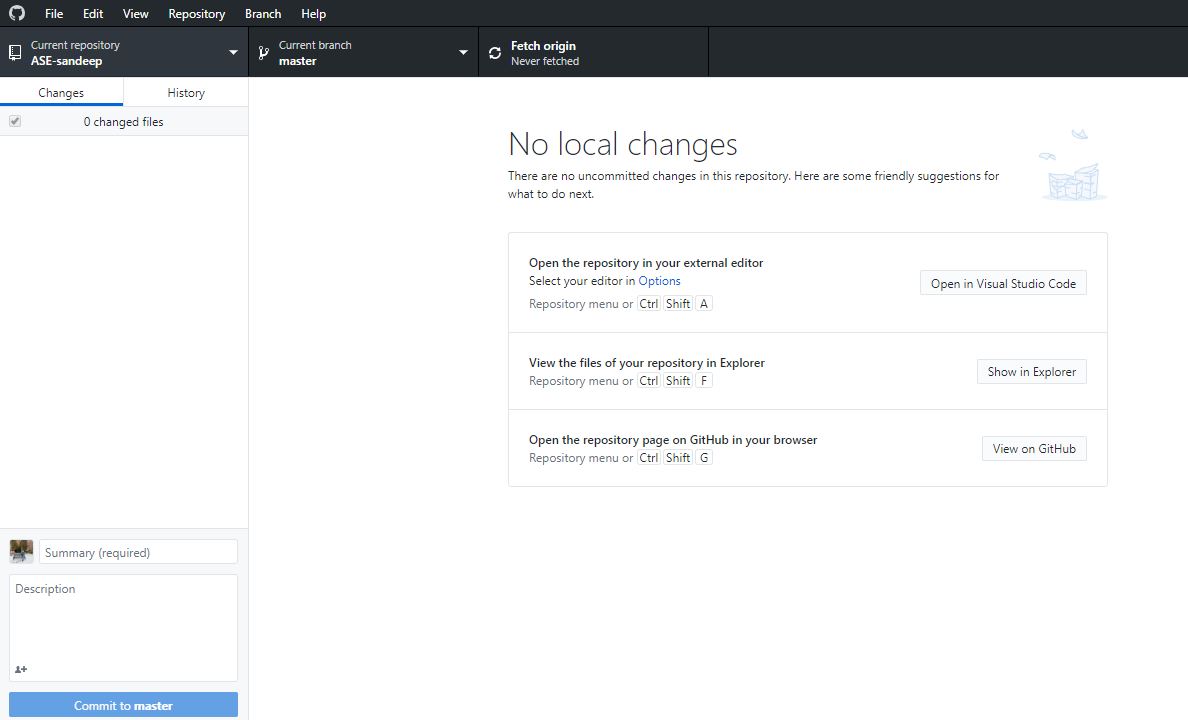 File Edit View Repository Branch Help
Current repository
ASE-sandeep
Current branch
master
Fetch origin
Never fetched
Changes
History
0 changed files
No local changes
There are no uncommitted changes in this repository. Here are some friendly suggestions for
what to do next.
Open the repository in your external editor
Select your editor in Options
Repository menu or Ctrl Shift A
Open in Visual Studio Code
View the files of your repository in Explorer
Repository menu or Ctrl Shift F
Show in Explorer
Open the repository page on GitHub in your browser
Repository menu or Ctrl Shift G
View on GitHub
Summary (required)
Description
Commit to master